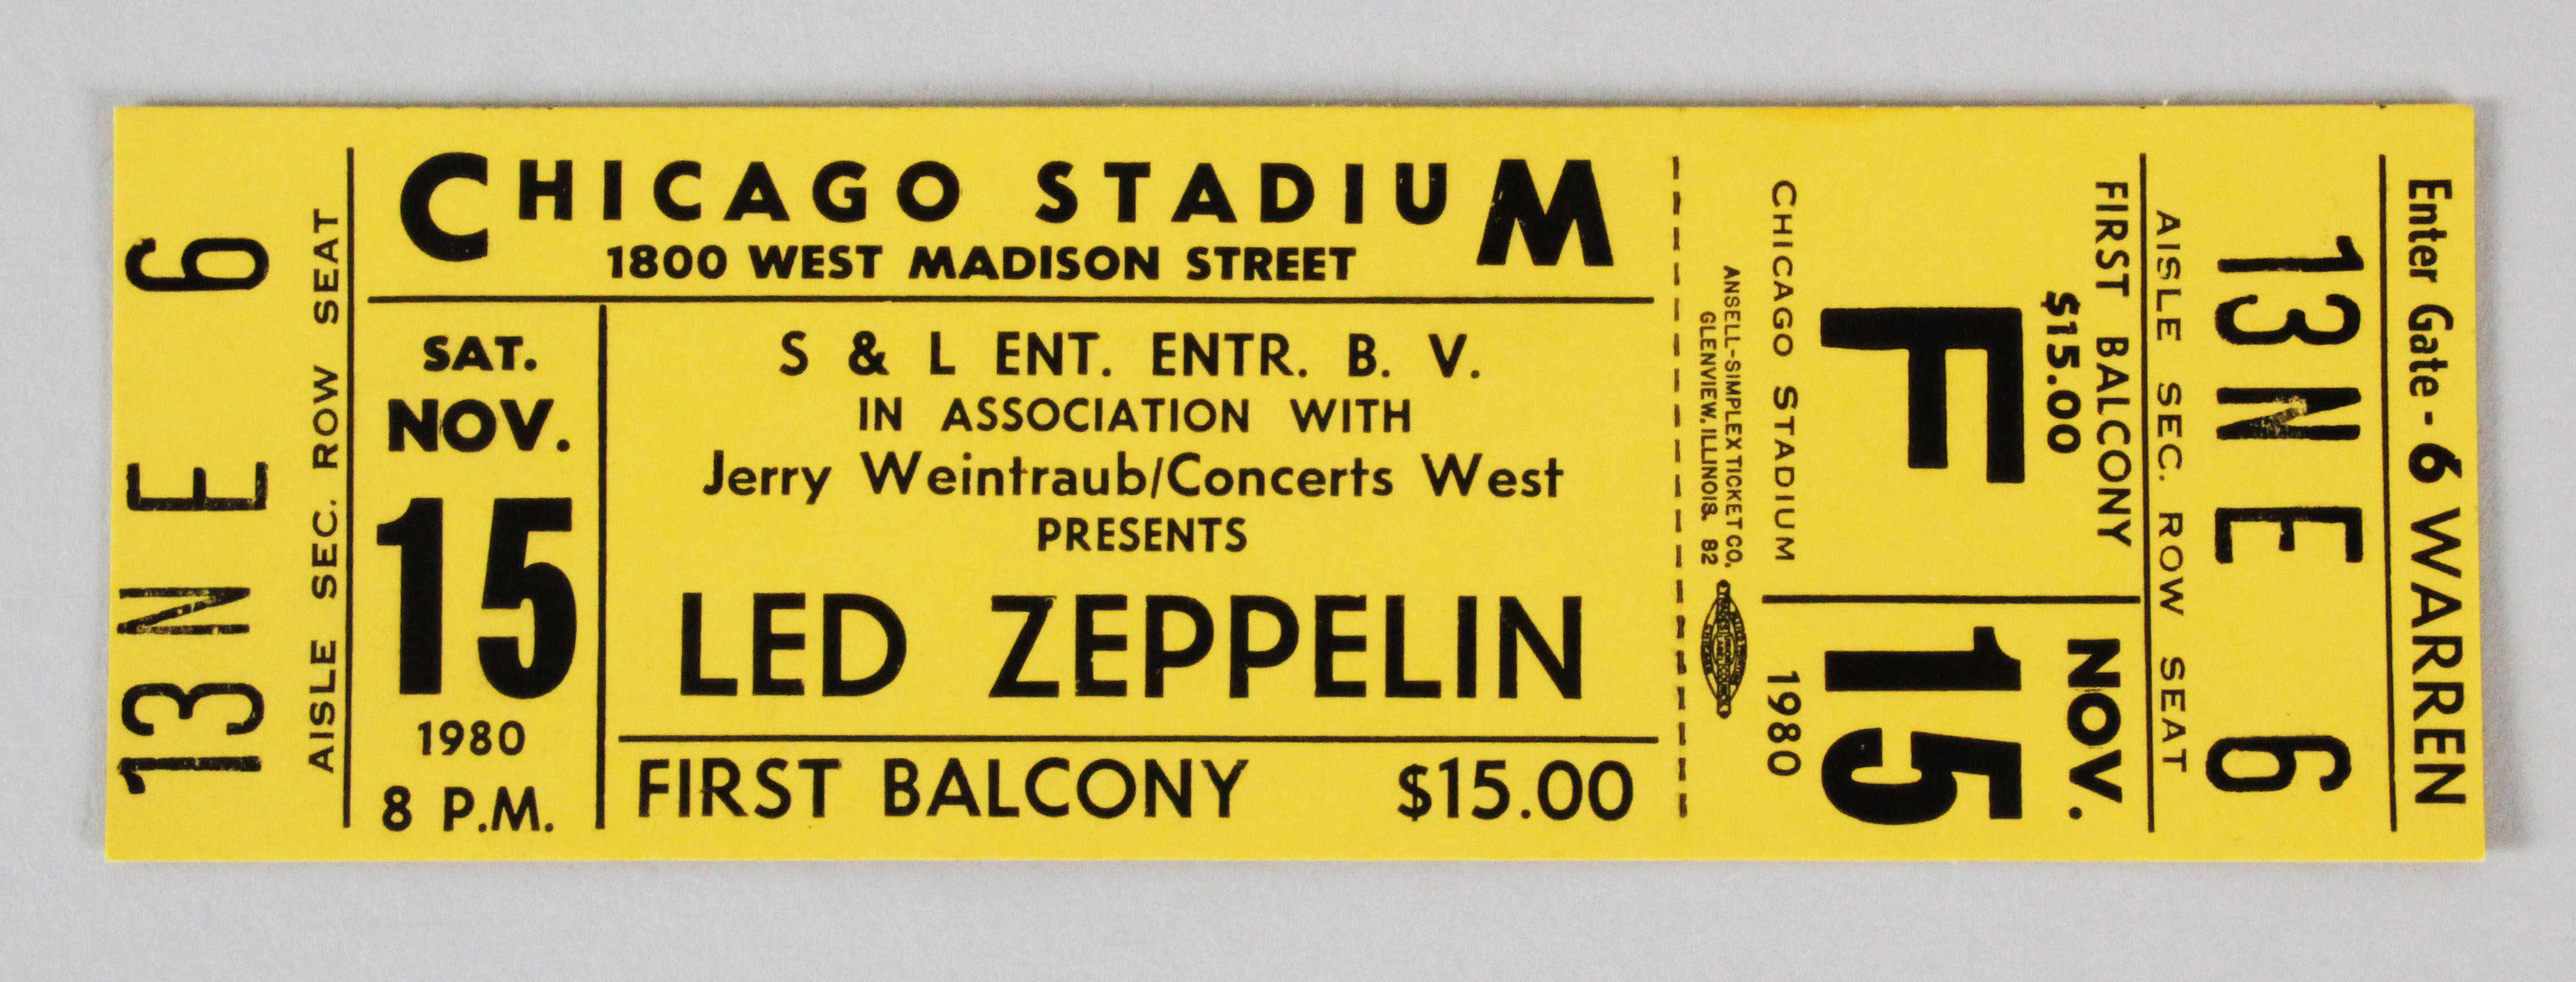 13 N E 6
AISLE SEC. ROW SEAT
CHICAGO STADIUM
1800 WEST MADISON STREET
SAT.
NOV.
15
1980
8 P.M.
S & L ENT. ENTR. B. V.
IN ASSOCIATION WITH
Jerry Weintraub/Concerts West
PRESENTS
LED ZEPPELIN
FIRST BALCONY $15.00
Enter Gate - 6 WARREN
13 N E 6
AISLE SEC. ROW SEAT
FIRST BALCONY
$15.00
NOV.
F 15
CHICAGO STADIUM 1980
ANSELL-SIMPLEX TICKET CO.
GLENVIEW, ILLINOIS. 82